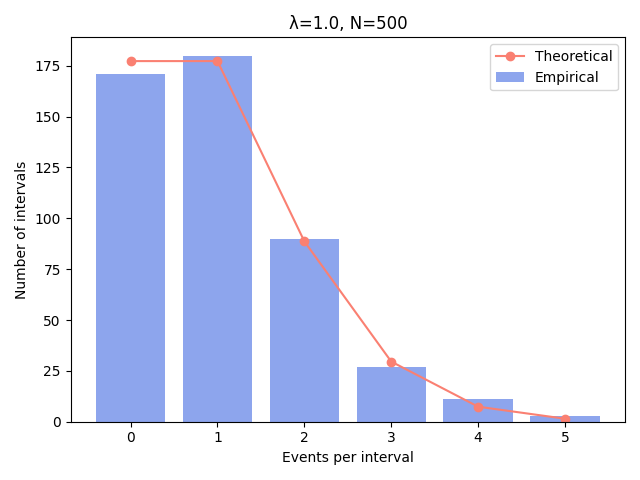 λ=1.0, N=500
Theoretical
Empirical
Number of intervals
175
150
125
100
75
50
25
0
0 1 2 3 4 5
Events per interval